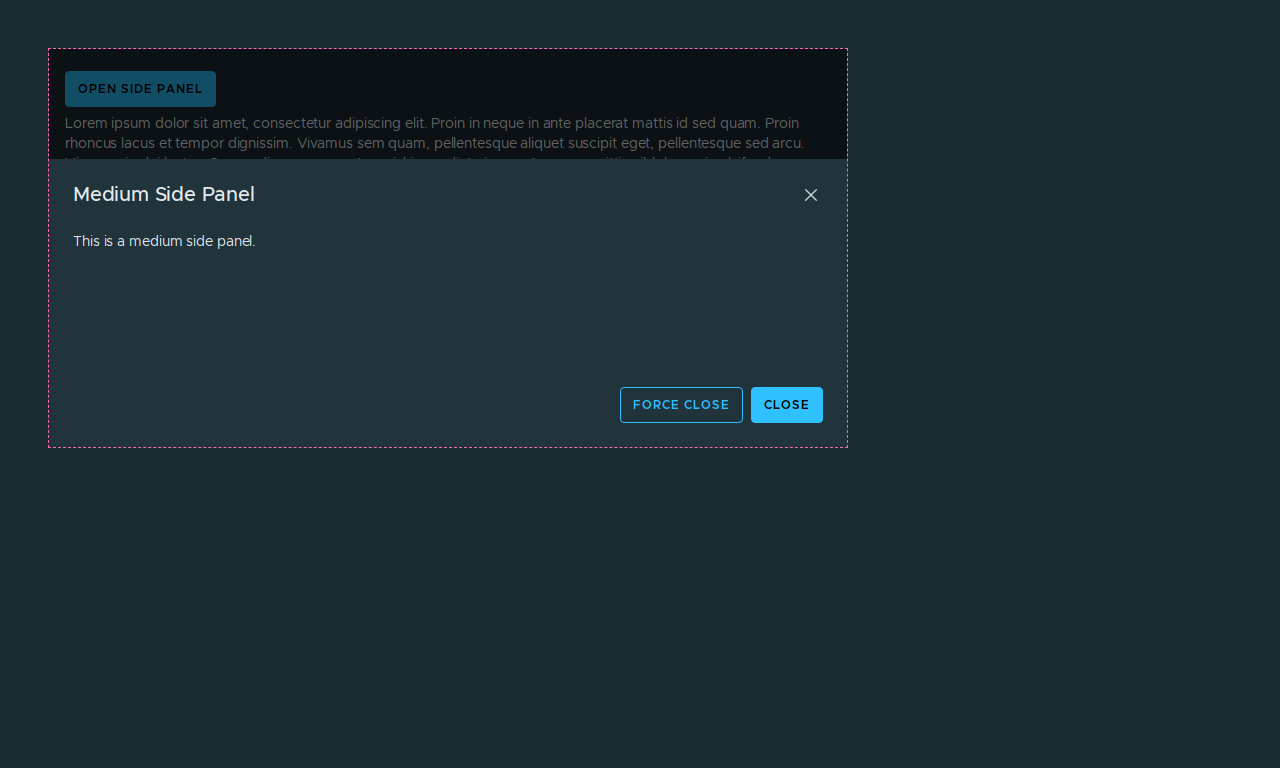 OPEN SIDE PANEL
Lorem ipsum dolor sit amet, consectetur adipiscing elit. Proin in neque in ante placerat mattis id sed quam. Proin
rhoncus lacus et tempor dignissim. Vivamus sem quam, pellentesque aliquet suscipit eget, pellentesque sed arcu.
Medium Side Panel
This is a medium side panel.
FORCE CLOSE
CLOSE